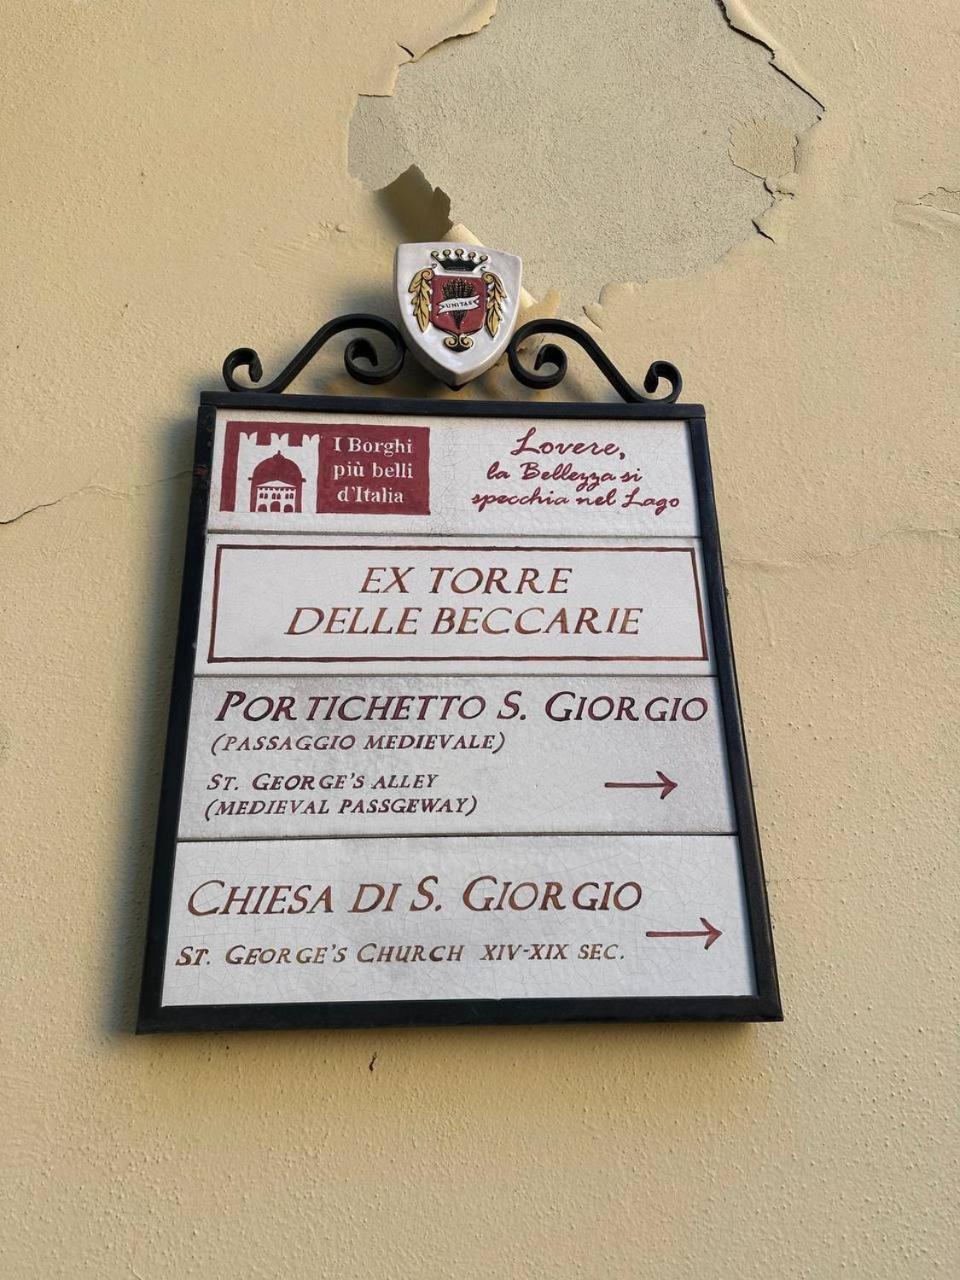 UNITAS
I Borghi
più belli
d'Italia
Lovere,
la Bellezza si
specchia nel Lago
EX TORRE
DELLE BECCARIE
PORTICHETTO S. GIORGIO
(PASSAGGIO MEDIEVALE)
ST. GEORGE'S ALLEY
(MEDIEVAL PASSGEWAY)
CHIESA DI S. GIORGIO
ST. GEORGE'S CHURCH XIV-XIX SEC.